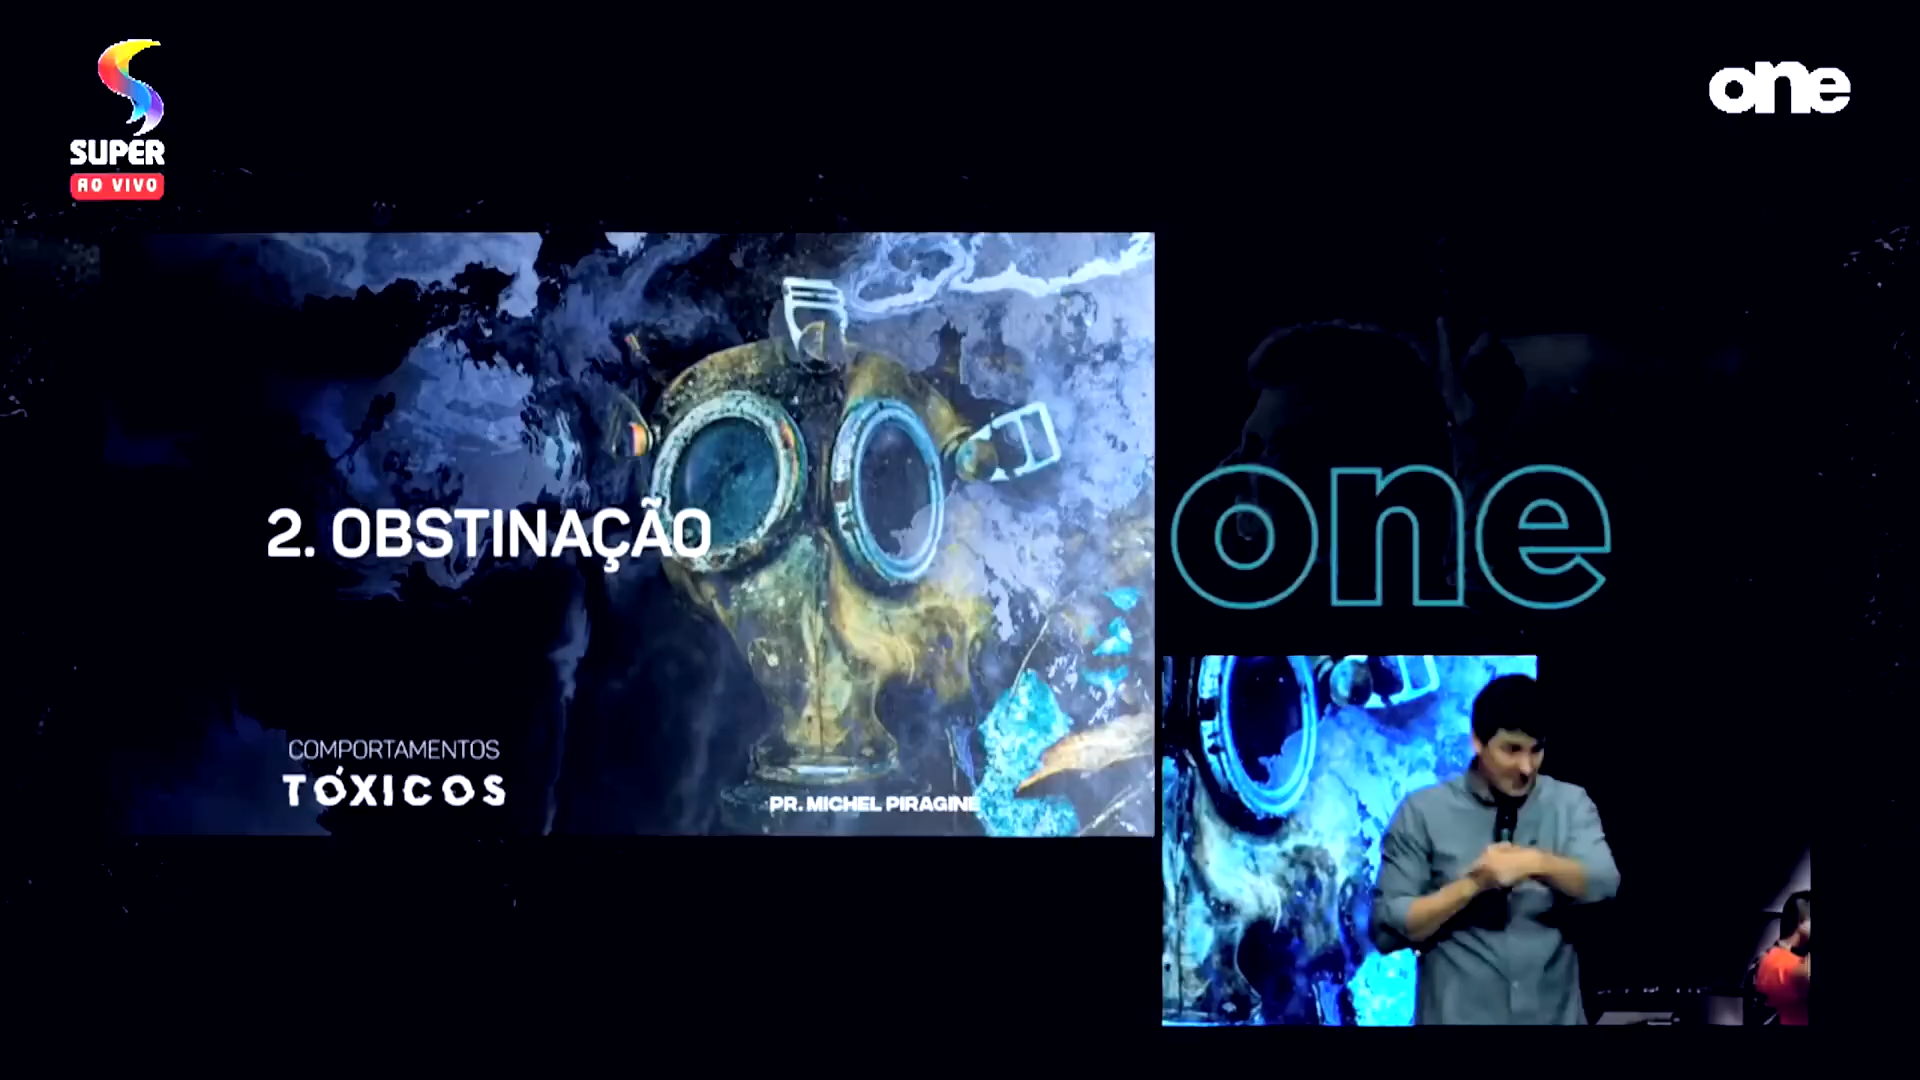 SUPER
AO VIVO
one
2. OBSTINAÇÃO
one
COMPORTAMENTOS
TÓXICOS
PR. MICHEL PIRAGINE